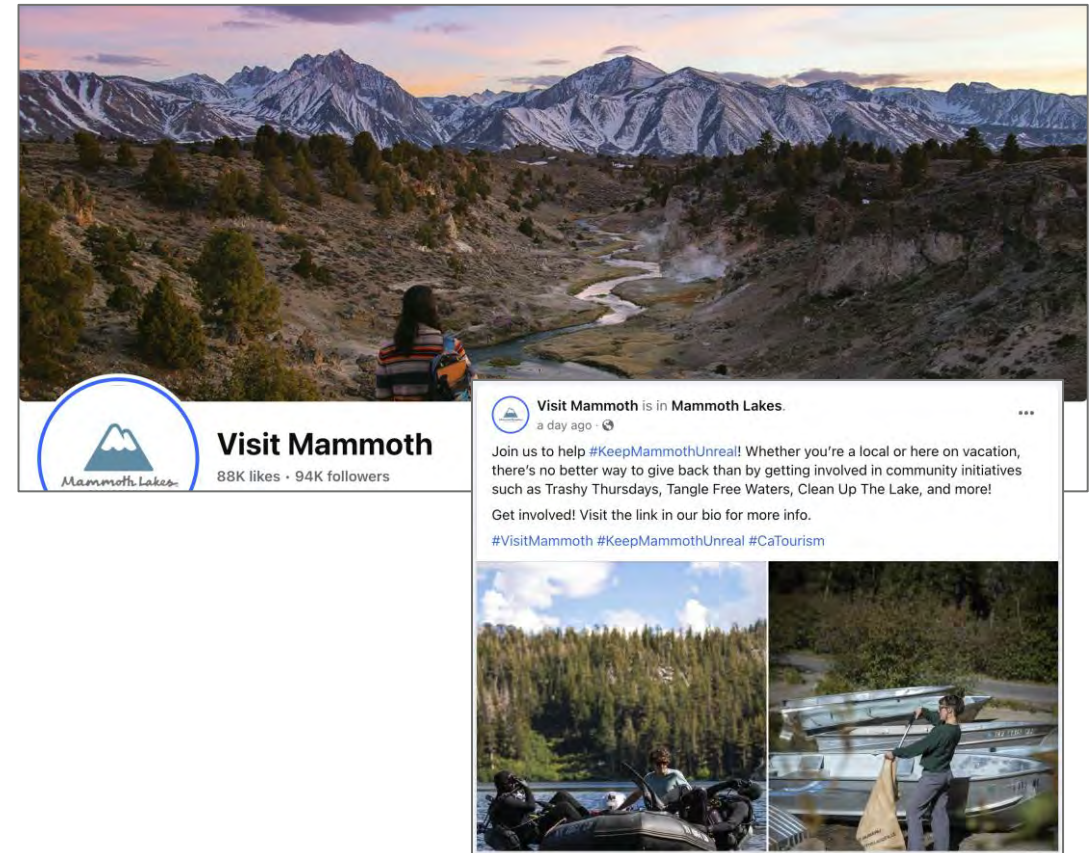 Mammoth Lakes
Visit Mammoth
88K likes · 94K followers
Visit Mammoth is in Mammoth Lakes.
a day ago ·
Join us to help #KeepMammothUnreal! Whether you're a local or here on vacation,
there's no better way to give back than by getting involved in community initiatives
such as Trashy Thursdays, Tangle Free Waters, Clean Up The Lake, and more!
Get involved! Visit the link in our bio for more info.
#VisitMammoth #KeepMammothUnreal #CaTourism